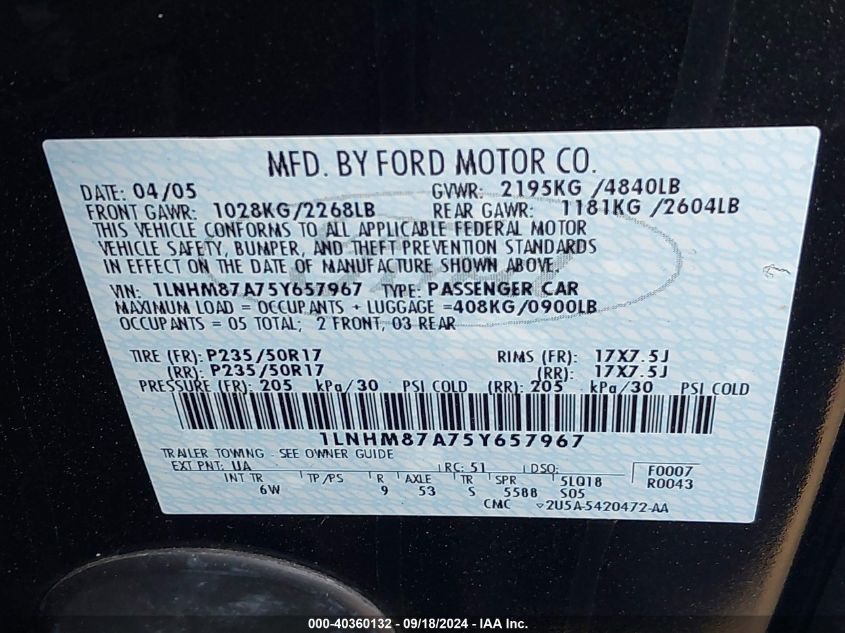 MFD. BY FORD MOTOR CO.
DATE: 04/05 GVWR: 2195KG /4840LB
FRONT GAWR: 1028KG/2268LB REAR GAWR: 1181KG /2604LB
THIS VEHICLE CONFORMS TO ALL APPLICABLE FEDERAL MOTOR
VEHICLE SAFETY, BUMPER, AND THEFT PREVENTION STANDARDS
IN EFFECT ON THE DATE OF MANUFACTURE SHOWN ABOVE.
VIN: 1LNHM87A75Y657967 TYPE: PASSENGER CAR
MAXIMUM LOAD = OCCUPANTS + LUGGAGE =408KG/0900LB
OCCUPANTS = 05 TOTAL; 2 FRONT, 03 REAR
TIRE (FR): P235/50R17 RIMS (FR): 17X7.5J
(RR): P235/50R17 (RR): 17X7.5J
PRESSURE (FR): 205 kPa/30 PSI COLD (RR): 205 kPa/30 PSI COLD
1LNHM87A75Y657967
TRAILER TOWING - SEE OWNER GUIDE
EXT PNT: UA RC: 51 DSO: F0007
INT TR TP/PS R AXLE TR SPR 5LQ18 R0043
6W 9 53 S 5588 S05
CMC ▽2U5A-5420472-AA
000-40360132 - 09/18/2024 - IAA Inc.